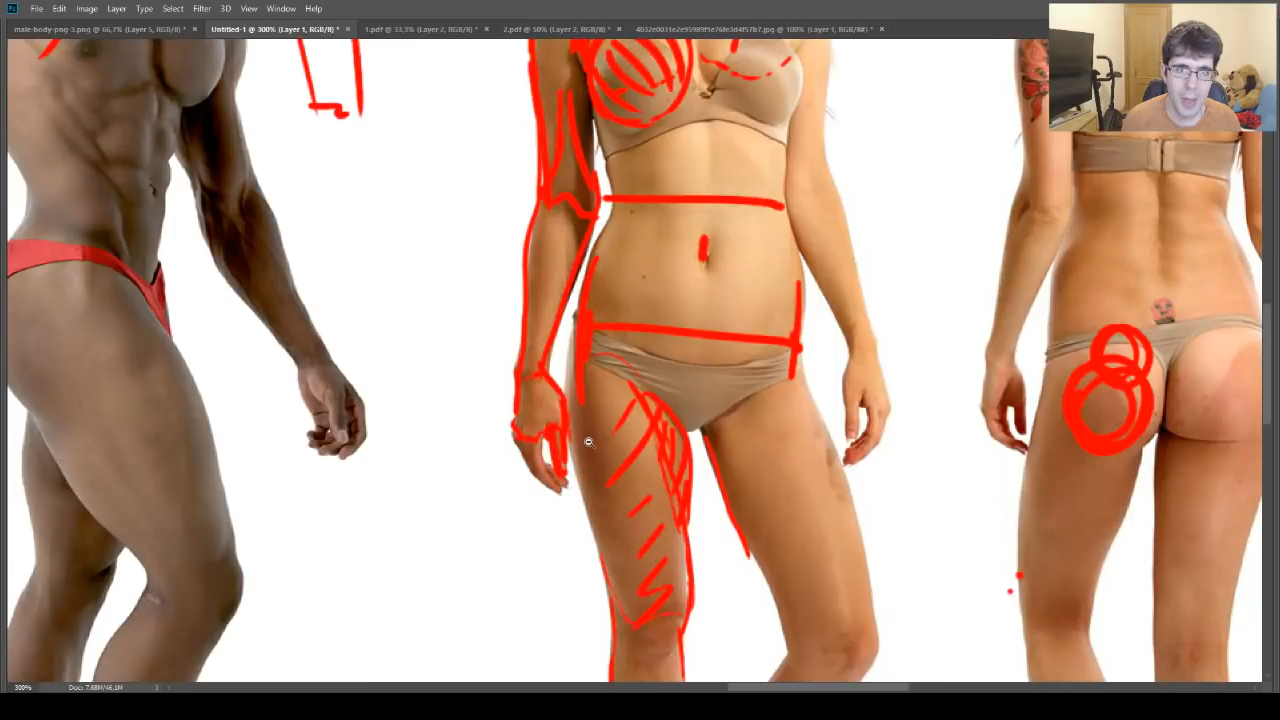 Ps File Edit Image Layer Type Select Filter 3D View Window Help
male-body-png-3.png @ 66,7% (Layer 5, RGB/8) * × Untitled-1 @ 300% (Layer 1, RGB/8) * × 1.pdf @ 33,3% (Layer 2, RGB/8) * × 2.pdf @ 50% (Layer 2, RGB/8) * × 4032e0031e2e95989f1e76fe3d4f57b7.jpg @ 100% (Layer 1, RGB/8#) * ×
300% Doc: 7,88M/46,1M